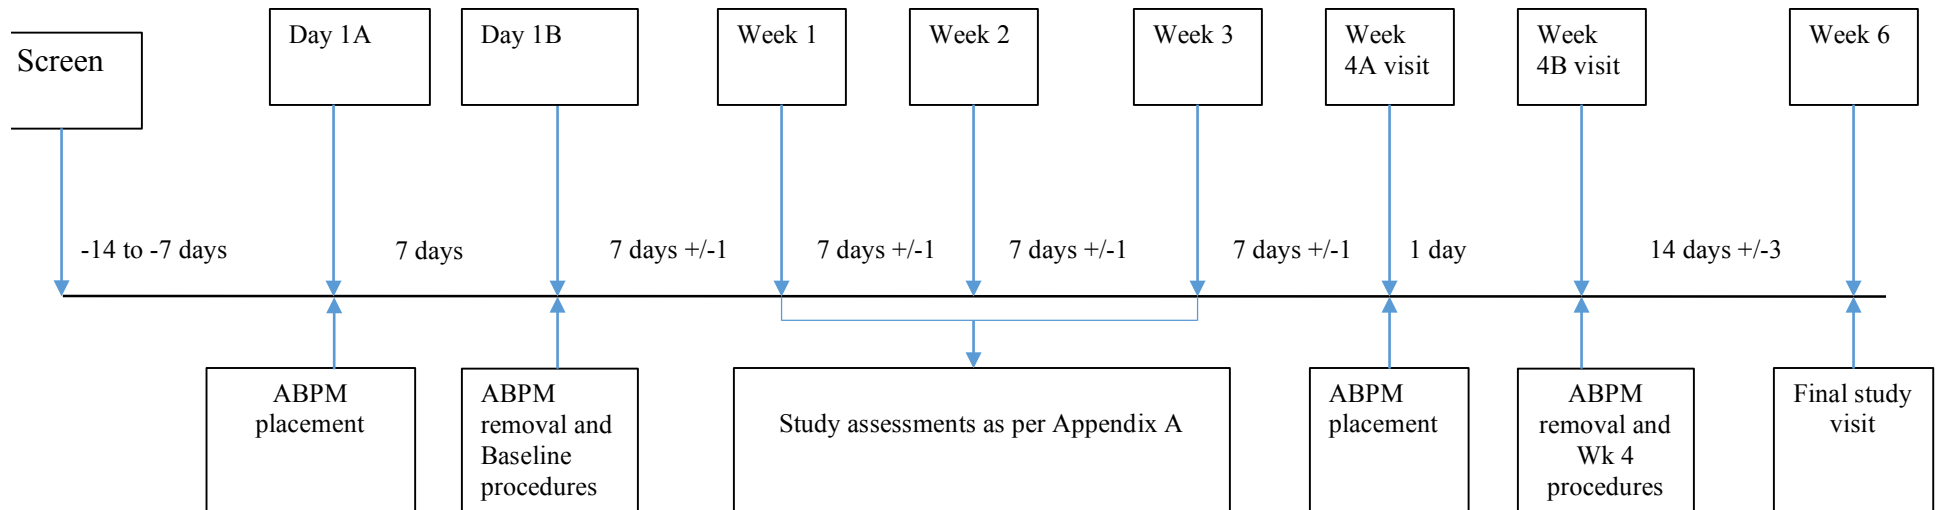 Screen
Day 1A
Day 1B
Week 1
Week 2
Week 3
Week
4A visit
Week
4B visit
Week 6
-14 to -7 days
7 days
7 days +/-1
7 days +/-1
7 days +/-1
7 days +/-1
1 day
14 days +/-3
ABPM
placement
ABPM
removal and
Baseline
procedures
Study assessments as per Appendix A
ABPM
placement
ABPM
removal and
Wk 4
procedures
Final study
visit